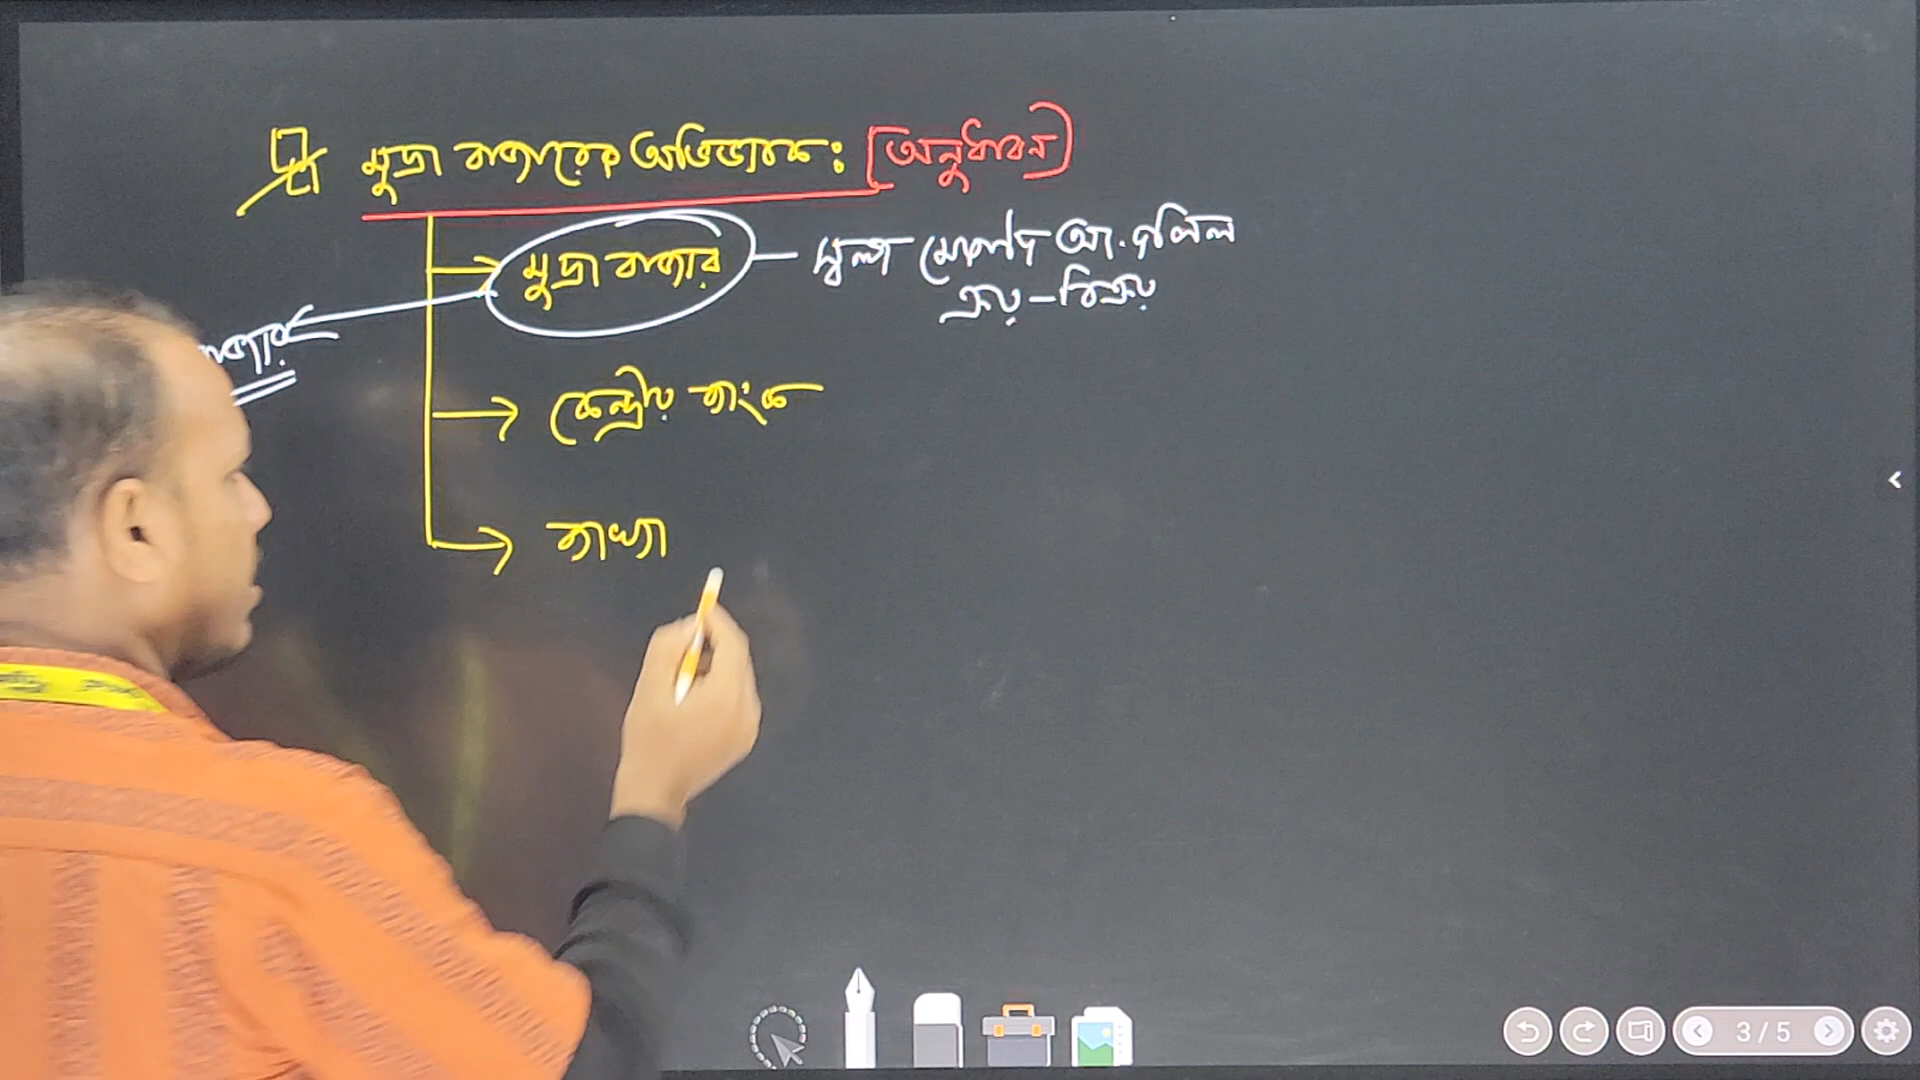 মুদ্রা বাজারের অভিভাবক: [অনুধাবন]
মুদ্রা বাজার — স্বল্প মেয়াদি আ. দলিল
ক্রয় – বিক্রয়
বাজার
কেন্দ্রীয় ব্যাংক
ব্যাখ্যা
3 / 5